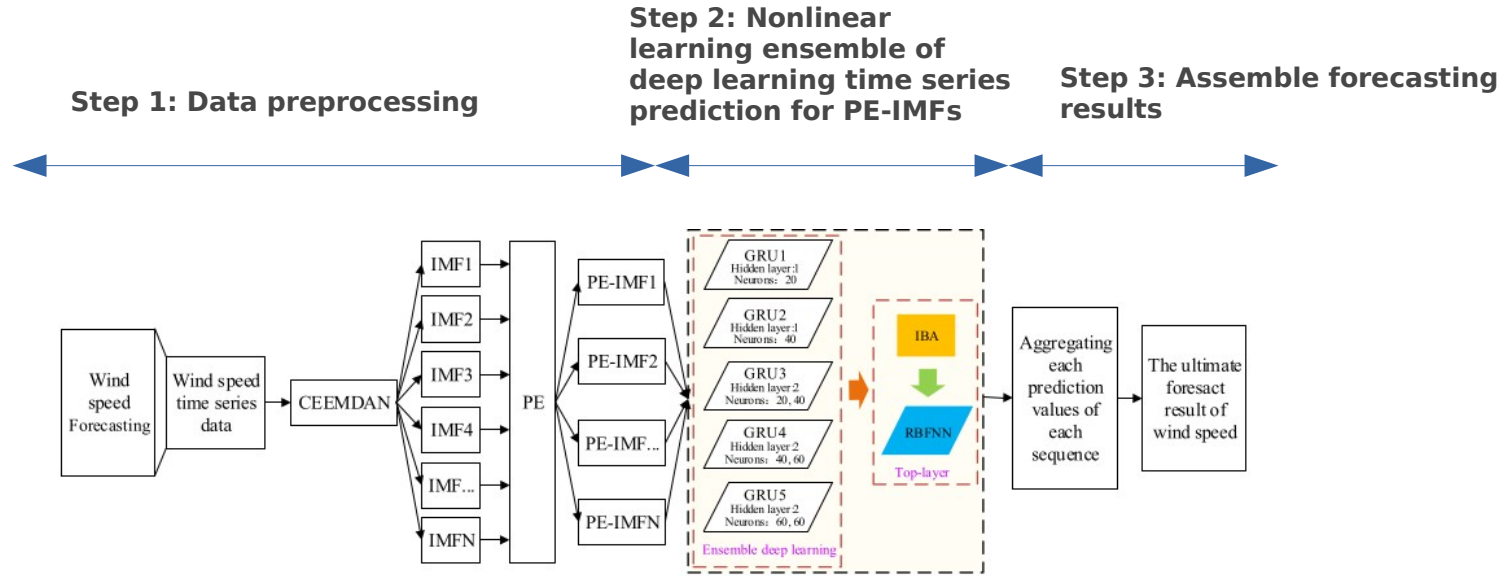 Step 1: Data preprocessing
Step 2: Nonlinear
learning ensemble of
deep learning time series
prediction for PE-IMFs
Step 3: Assemble forecasting
results
Wind
speed
Forecasting
Wind speed
time series
data
CEEMDAN
IMF1
IMF2
IMF3
IMF4
IMF...
IMFN
PE
PE-IMF1
PE-IMF2
PE-IMF...
PE-IMFN
GRU1
Hidden layer:1
Neurons: 20
GRU2
Hidden layer:1
Neurons: 40
GRU3
Hidden layer:2
Neurons: 20, 40
GRU4
Hidden layer:2
Neurons: 40, 60
GRU5
Hidden layer:2
Neurons: 60, 60
Ensemble deep learning
IBA
RBFNN
Top-layer
Aggregating
each
prediction
values of
each
sequence
The ultimate
foresact
result of
wind speed